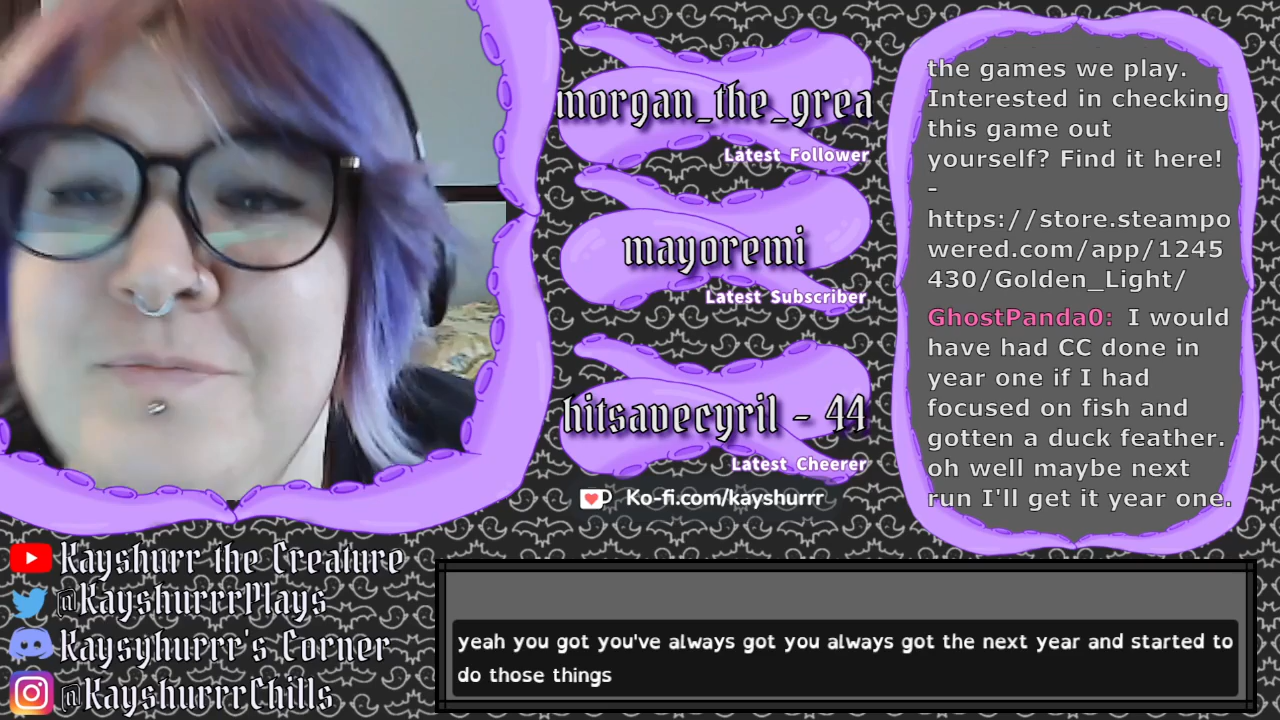 morgan_the_grea
Latest Follower
mayoremi
Latest Subscriber
hitsavecyril - 44
Latest Cheerer
Ko-fi.com/kayshurrr
the games we play.
Interested in checking
this game out
yourself? Find it here!
-
https://store.steampo
wered.com/app/1245
430/Golden_Light/
GhostPanda0: I would
have had CC done in
year one if I had
focused on fish and
gotten a duck feather.
oh well maybe next
run I'll get it year one.
Kayshurr the Creature
@KayshurrrPlays
Kaysyhurrr's Corner
@KayshurrrChills
yeah you got you've always got you always got the next year and started to
do those things